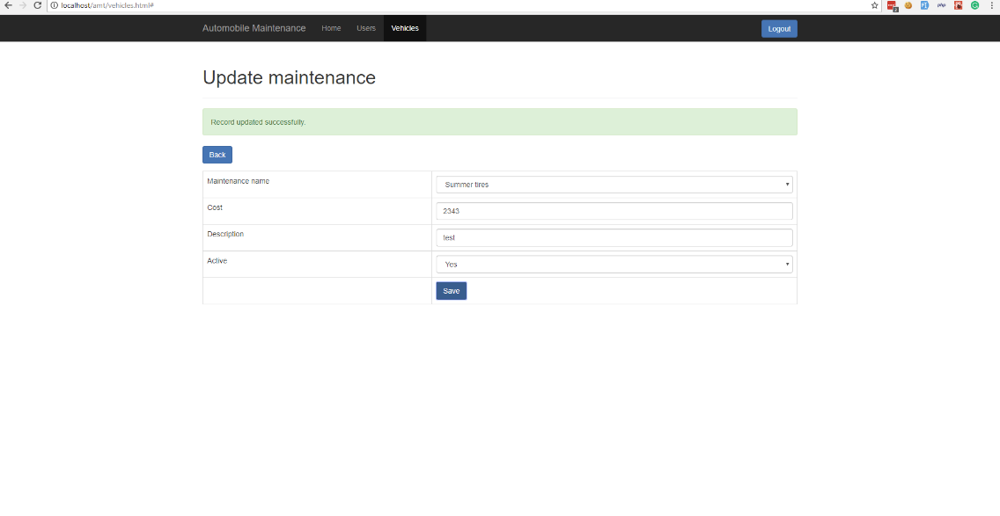 localhost/amt/vehicles.html#
Automobile Maintenance Home Users Vehicles Logout
Update maintenance
Record updated successfully.
Back
Maintenance name Summer tires
Cost 2343
Description test
Active Yes
Save